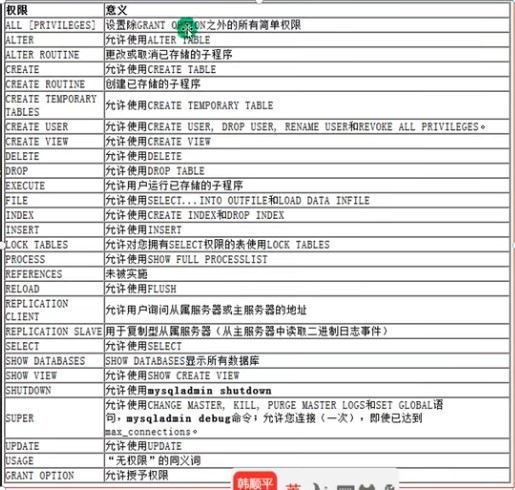 权限 意义
ALL [PRIVILEGES] 设置除GRANT OPTION之外的所有简单权限
ALTER 允许使用ALTER TABLE
ALTER ROUTINE 更改或取消已存储的子程序
CREATE 允许使用CREATE TABLE
CREATE ROUTINE 创建已存储的子程序
CREATE TEMPORARY
TABLES 允许使用CREATE TEMPORARY TABLE
CREATE USER 允许使用CREATE USER, DROP USER, RENAME USER和REVOKE ALL PRIVILEGES。
CREATE VIEW 允许使用CREATE VIEW
DELETE 允许使用DELETE
DROP 允许使用DROP TABLE
EXECUTE 允许用户运行已存储的子程序
FILE 允许使用SELECT...INTO OUTFILE和LOAD DATA INFILE
INDEX 允许使用CREATE INDEX和DROP INDEX
INSERT 允许使用INSERT
LOCK TABLES 允许对您拥有SELECT权限的表使用LOCK TABLES
PROCESS 允许使用SHOW FULL PROCESSLIST
REFERENCES 未被实施
RELOAD 允许使用FLUSH
REPLICATION
CLIENT 允许用户询问从属服务器或主服务器的地址
REPLICATION SLAVE 用于复制型从属服务器（从主服务器中读取二进制日志事件）
SELECT 允许使用SELECT
SHOW DATABASES SHOW DATABASES显示所有数据库
SHOW VIEW 允许使用SHOW CREATE VIEW
SHUTDOWN 允许使用mysqladmin shutdown
SUPER 允许使用CHANGE MASTER, KILL, PURGE MASTER LOGS和SET GLOBAL语
句，mysqladmin debug命令；允许您连接（一次），即使已达到
max_connections。
UPDATE 允许使用UPDATE
USAGE “无权限”的同义词
GRANT OPTION 允许授予权限
韩顺平 英